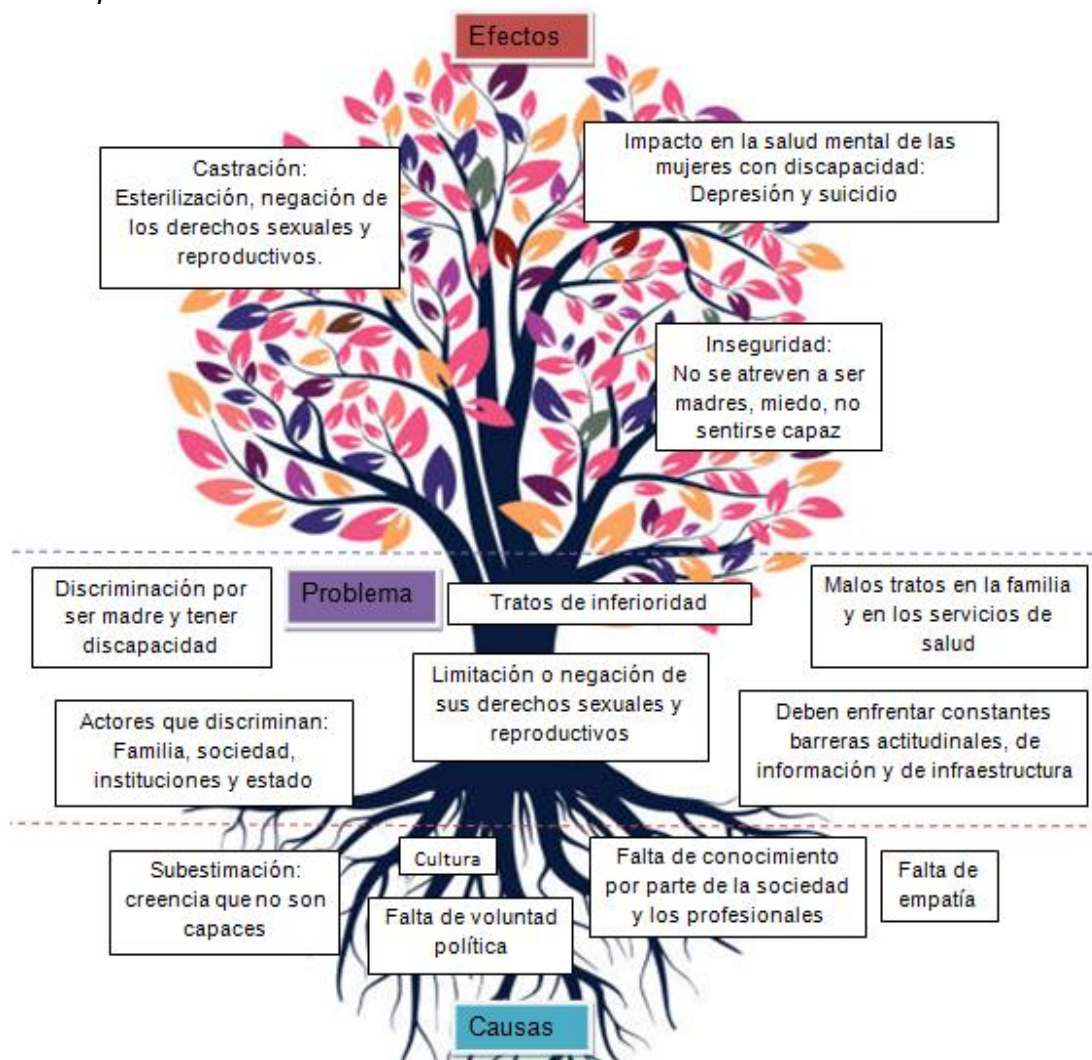 Efectos
Castración:
Esterilización, negación de
los derechos sexuales y
reproductivos.
Impacto en la salud mental de las
mujeres con discapacidad:
Depresión y suicidio
Inseguridad:
No se atreven a ser
madres, miedo, no
sentirse capaz
Discriminación por
ser madre y tener
discapacidad
Problema
Tratos de inferioridad
Malos tratos en la familia
y en los servicios de
salud
Limitación o negación de
sus derechos sexuales y
reproductivos
Actores que discriminan:
Familia, sociedad,
instituciones y estado
Deben enfrentar constantes
barreras actitudinales, de
información y de infraestructura
Subestimación:
creencia que no son
capaces
Cultura
Falta de voluntad
política
Falta de conocimiento
por parte de la sociedad
y los profesionales
Falta de
empatía
Causas